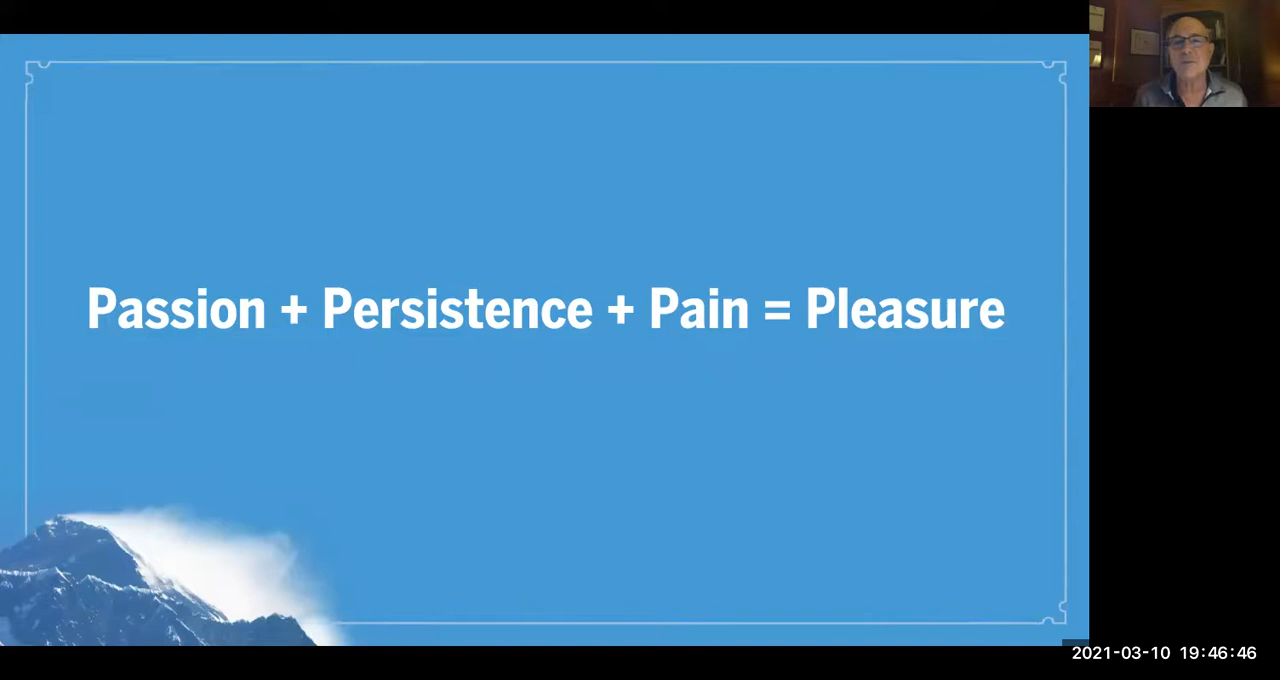 Passion + Persistence + Pain = Pleasure
2021-03-10 19:46:46